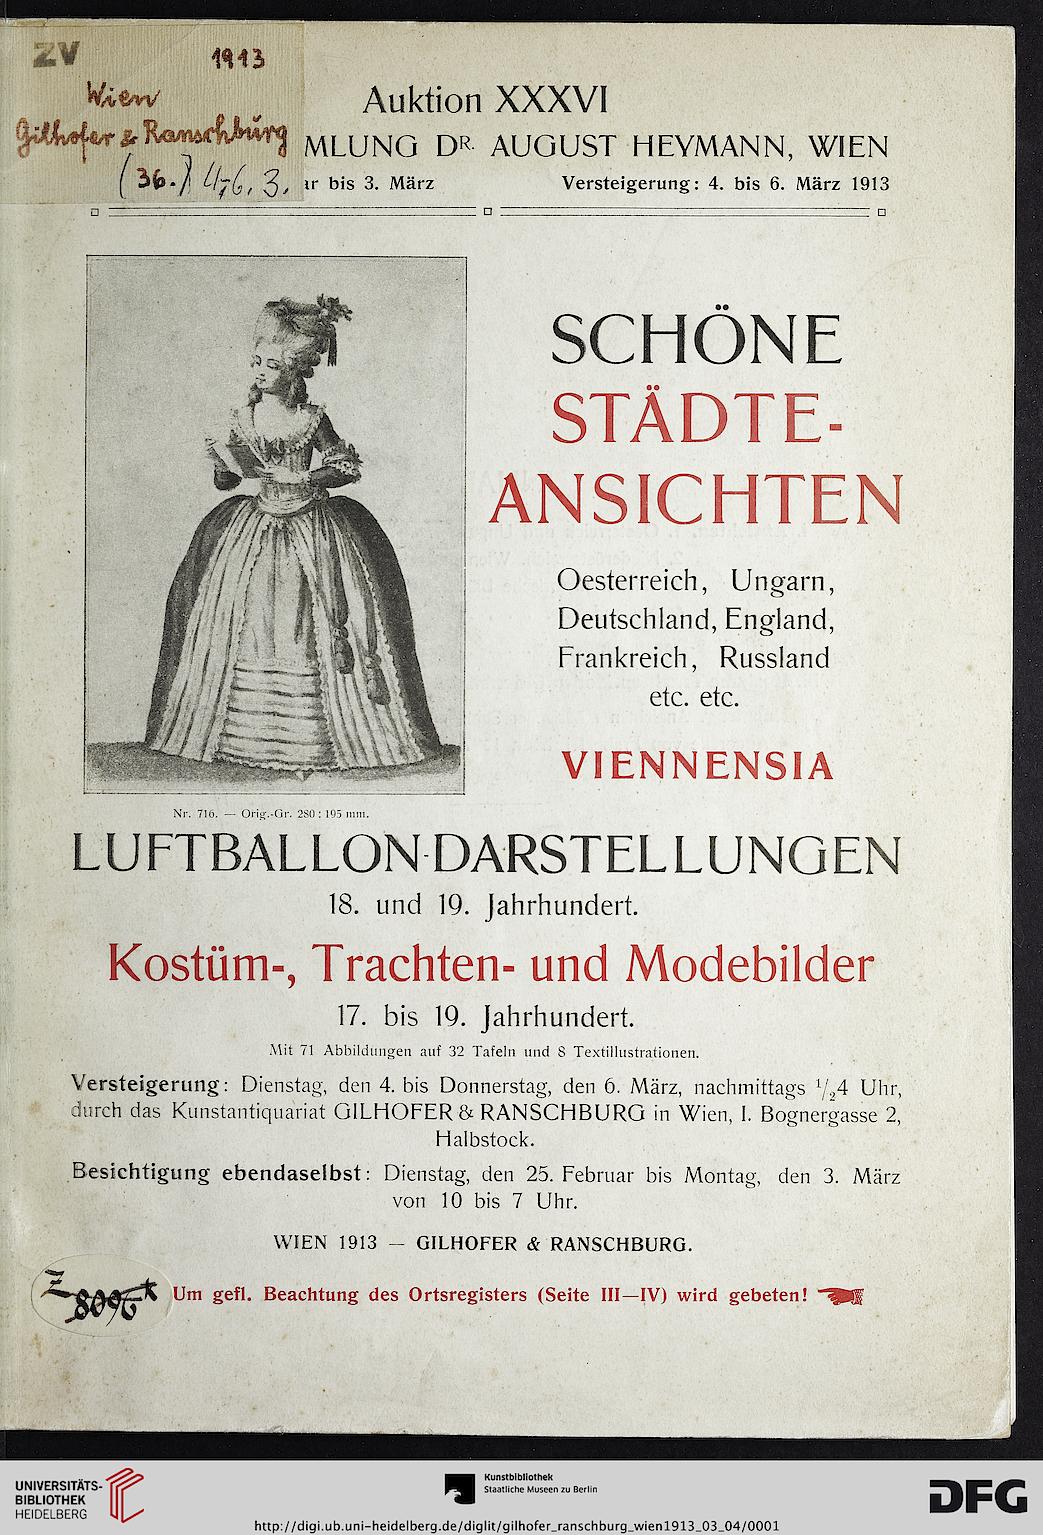 ZV 1913
Wien
Gilhofer & Ranschburg
(36.) 4.-6. 3.
Auktion XXXVI
MLUNG DR. AUGUST HEYMANN, WIEN
ar bis 3. März Versteigerung: 4. bis 6. März 1913
SCHÖNE
STÄDTE-
ANSICHTEN
Oesterreich, Ungarn,
Deutschland, England,
Frankreich, Russland
etc. etc.
VIENNENSIA
Nr. 716. — Orig.-Gr. 280 : 195 mm.
LUFTBALLON-DARSTELLUNGEN
18. und 19. Jahrhundert.
Kostüm-, Trachten- und Modebilder
17. bis 19. Jahrhundert.
Mit 71 Abbildungen auf 32 Tafeln und 8 Textillustrationen.
Versteigerung: Dienstag, den 4. bis Donnerstag, den 6. März, nachmittags 1/24 Uhr,
durch das Kunstantiquariat GILHOFER & RANSCHBURG in Wien, I. Bognergasse 2,
Halbstock.
Besichtigung ebendaselbst: Dienstag, den 25. Februar bis Montag, den 3. März
von 10 bis 7 Uhr.
WIEN 1913 — GILHOFER & RANSCHBURG.
Um gefl. Beachtung des Ortsregisters (Seite III—IV) wird gebeten!
UNIVERSITÄTS-
BIBLIOTHEK
HEIDELBERG
Kunstbibliothek
Staatliche Museen zu Berlin
DFG
http://digi.ub.uni-heidelberg.de/diglit/gilhofer_ranschburg_wien1913_03_04/0001